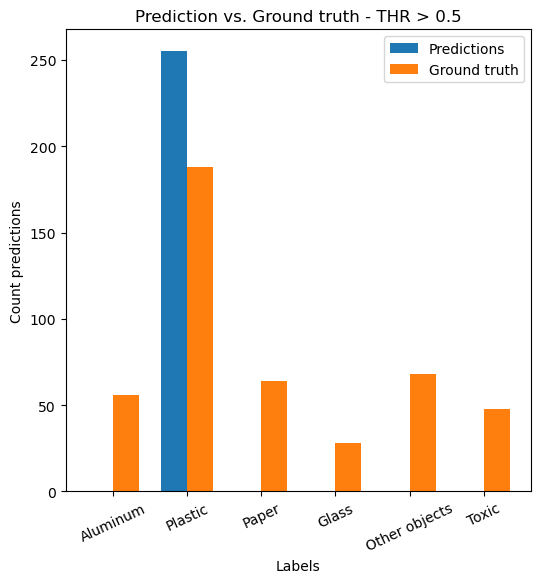 Prediction vs. Ground truth - THR > 0.5
Predictions
Ground truth
250
200
150
100
50
0
Count predictions
Aluminum
Plastic
Paper
Glass
Other objects
Toxic
Labels